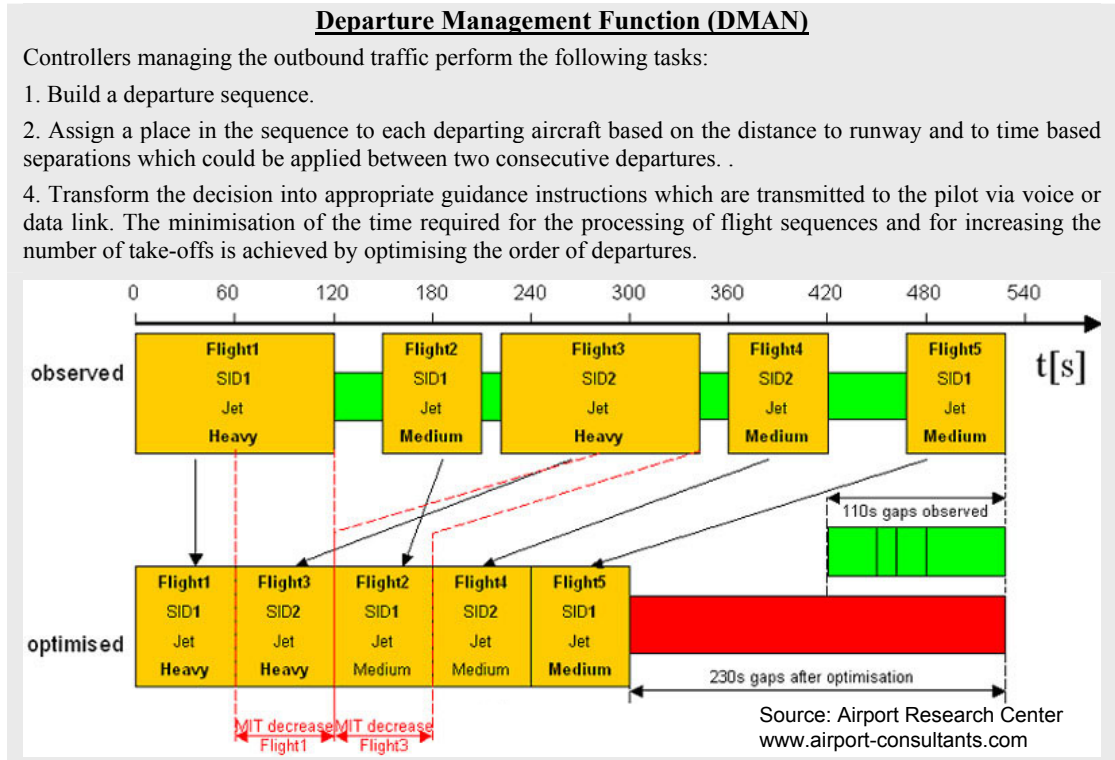 Departure Management Function (DMAN)
Controllers managing the outbound traffic perform the following tasks:
1. Build a departure sequence.
2. Assign a place in the sequence to each departing aircraft based on the distance to runway and to time based
separations which could be applied between two consecutive departures. .
4. Transform the decision into appropriate guidance instructions which are transmitted to the pilot via voice or
data link. The minimisation of the time required for the processing of flight sequences and for increasing the
number of take-offs is achieved by optimising the order of departures.
0 60 120 180 240 300 360 420 480 540
t[s]
observed
Flight1
SID1
Jet
Heavy
Flight2
SID1
Jet
Medium
Flight3
SID2
Jet
Heavy
Flight4
SID2
Jet
Medium
Flight5
SID1
Jet
Medium
110s gaps observed
optimised
Flight1
SID1
Jet
Heavy
Flight3
SID2
Jet
Heavy
Flight2
SID1
Jet
Medium
Flight4
SID2
Jet
Medium
Flight5
SID1
Jet
Medium
230s gaps after optimisation
MIT decrease
Flight1
MIT decrease
Flight3
Source: Airport Research Center
www.airport-consultants.com